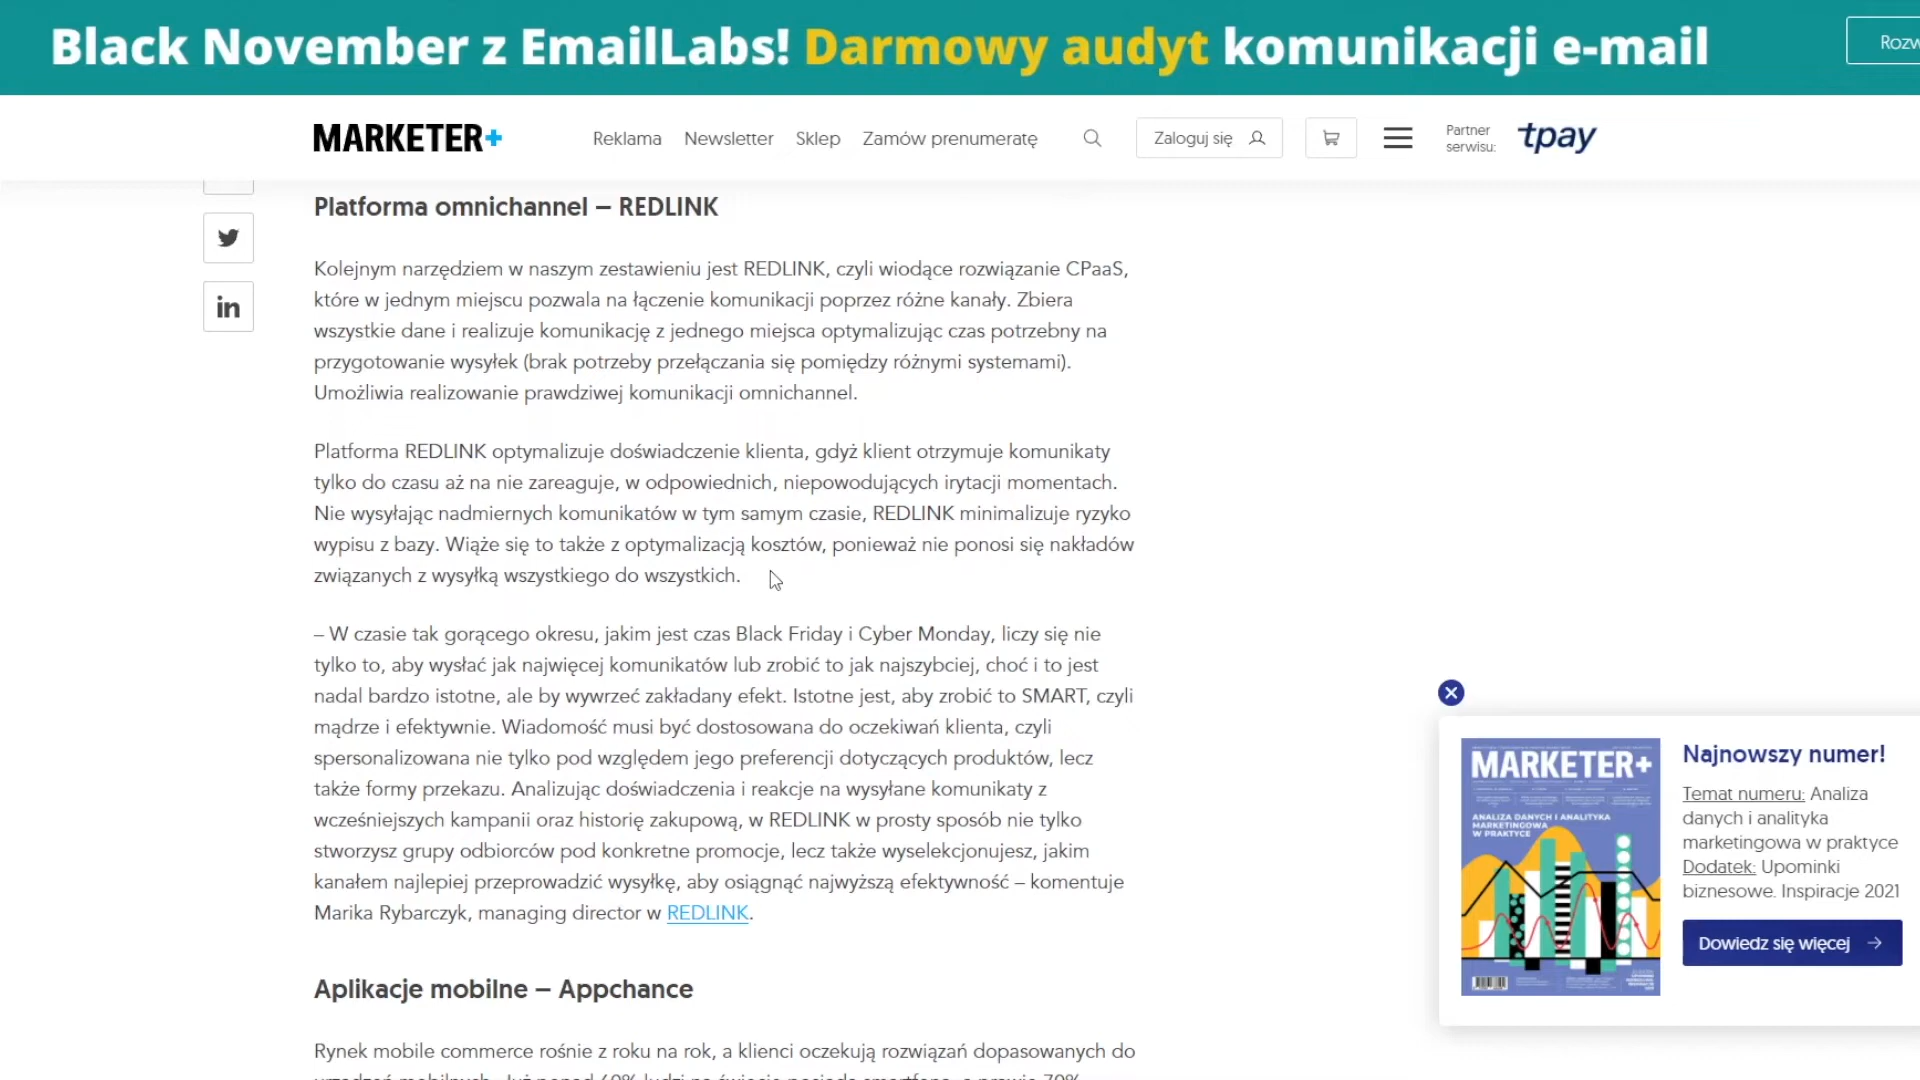 Black November z EmailLabs! Darmowy audyt komunikacji e-mail
MARKETER+
Reklama
Newsletter
Sklep
Zamów prenumeratę
Zaloguj się
Partner
serwisu:
tpay
Platforma omnichannel – REDLINK
Kolejnym narzędziem w naszym zestawieniu jest REDLINK, czyli wiodące rozwiązanie CPaaS,
które w jednym miejscu pozwala na łączenie komunikacji poprzez różne kanały. Zbiera
wszystkie dane i realizuje komunikację z jednego miejsca optymalizując czas potrzebny na
przygotowanie wysyłek (brak potrzeby przełączania się pomiędzy różnymi systemami).
Umożliwia realizowanie prawdziwej komunikacji omnichannel.
Platforma REDLINK optymalizuje doświadczenie klienta, gdyż klient otrzymuje komunikaty
tylko do czasu aż na nie zareaguje, w odpowiednich, niepowodujących irytacji momentach.
Nie wysyłając nadmiernych komunikatów w tym samym czasie, REDLINK minimalizuje ryzyko
wypisu z bazy. Wiąże się to także z optymalizacją kosztów, ponieważ nie ponosi się nakładów
związanych z wysyłką wszystkiego do wszystkich.
– W czasie tak gorącego okresu, jakim jest czas Black Friday i Cyber Monday, liczy się nie
tylko to, aby wysłać jak najwięcej komunikatów lub zrobić to jak najszybciej, choć i to jest
nadal bardzo istotne, ale by wywrzeć zakładany efekt. Istotne jest, aby zrobić to SMART, czyli
mądrze i efektywnie. Wiadomość musi być dostosowana do oczekiwań klienta, czyli
spersonalizowana nie tylko pod względem jego preferencji dotyczących produktów, lecz
także formy przekazu. Analizując doświadczenia i reakcje na wysyłane komunikaty z
wcześniejszych kampanii oraz historię zakupową, w REDLINK w prosty sposób nie tylko
stworzysz grupy odbiorców pod konkretne promocje, lecz także wyselekcjonujesz, jakim
kanałem najlepiej przeprowadzić wysyłkę, aby osiągnąć najwyższą efektywność – komentuje
Marika Rybarczyk, managing director w REDLINK.
Aplikacje mobilne – Appchance
Rynek mobile commerce rośnie z roku na rok, a klienci oczekują rozwiązań dopasowanych do
MARKETER+
ANALIZA DANYCH I ANALITYKA
MARKETINGOWA
W PRAKTYCE
Najnowszy numer!
Temat numeru: Analiza
danych i analityka
marketingowa w praktyce
Dodatek: Upominki
biznesowe. Inspiracje 2021
Dowiedz się więcej